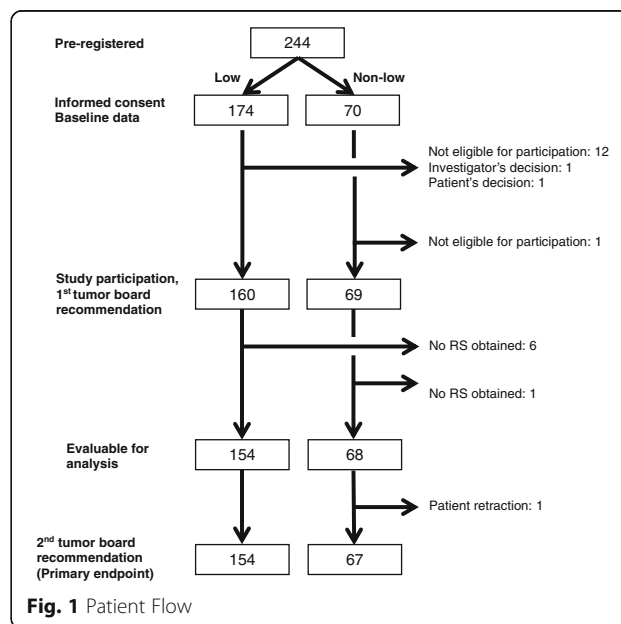 Pre-registered
244
Low
Non-low
Informed consent
Baseline data
174
70
Not eligible for participation: 12
Investigator's decision: 1
Patient's decision: 1
Not eligible for participation: 1
Study participation,
1st tumor board
recommendation
160
69
No RS obtained: 6
No RS obtained: 1
Evaluable for
analysis
154
68
Patient retraction: 1
2nd tumor board
recommendation
(Primary endpoint)
154
67
Fig. 1 Patient Flow